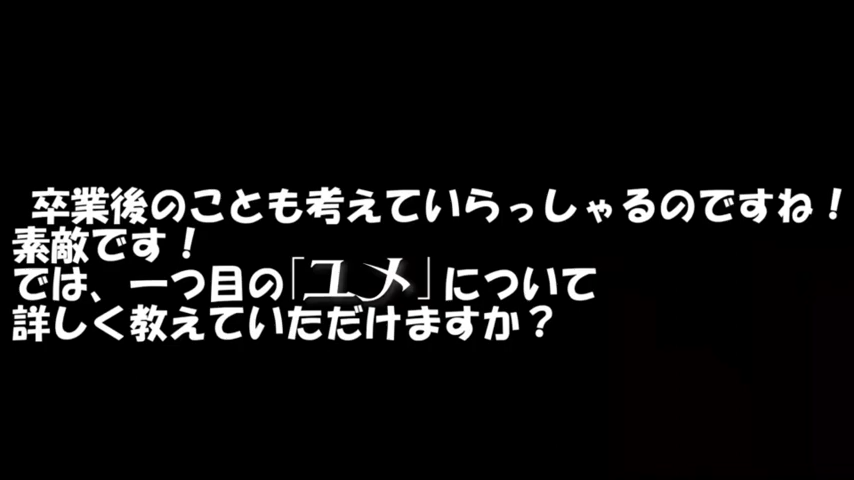 卒業後のことも考えていらっしゃるのですね！
素敵です！
では、一つ目の「ユメ」について
詳しく教えていただけますか？